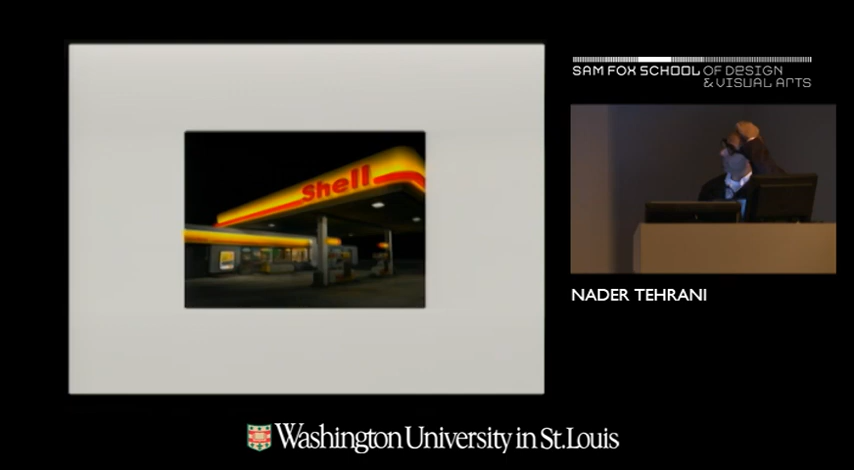 Shell
SAM FOX SCHOOL OF DESIGN
& VISUAL ARTS
NADER TEHRANI
Washington University in St. Louis